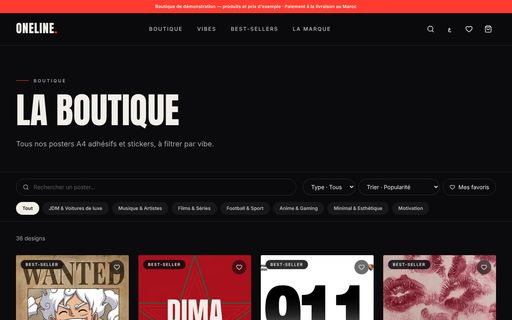 Boutique de démonstration — produits et prix d'exemple · Paiement à la livraison au Maroc
ONELINE.
BOUTIQUE VIBES BEST-SELLERS LA MARQUE
ع
BOUTIQUE
LA BOUTIQUE
Tous nos posters A4 adhésifs et stickers, à filtrer par vibe.
Rechercher un poster...
Type · Tous
Trier · Popularité
Mes favoris
Tout
JDM & Voitures de luxe
Musique & Artistes
Films & Séries
Football & Sport
Anime & Gaming
Minimal & Esthétique
Motivation
36 designs
BEST-SELLER BEST-SELLER BEST-SELLER BEST-SELLER
WANTED
DIMA
911